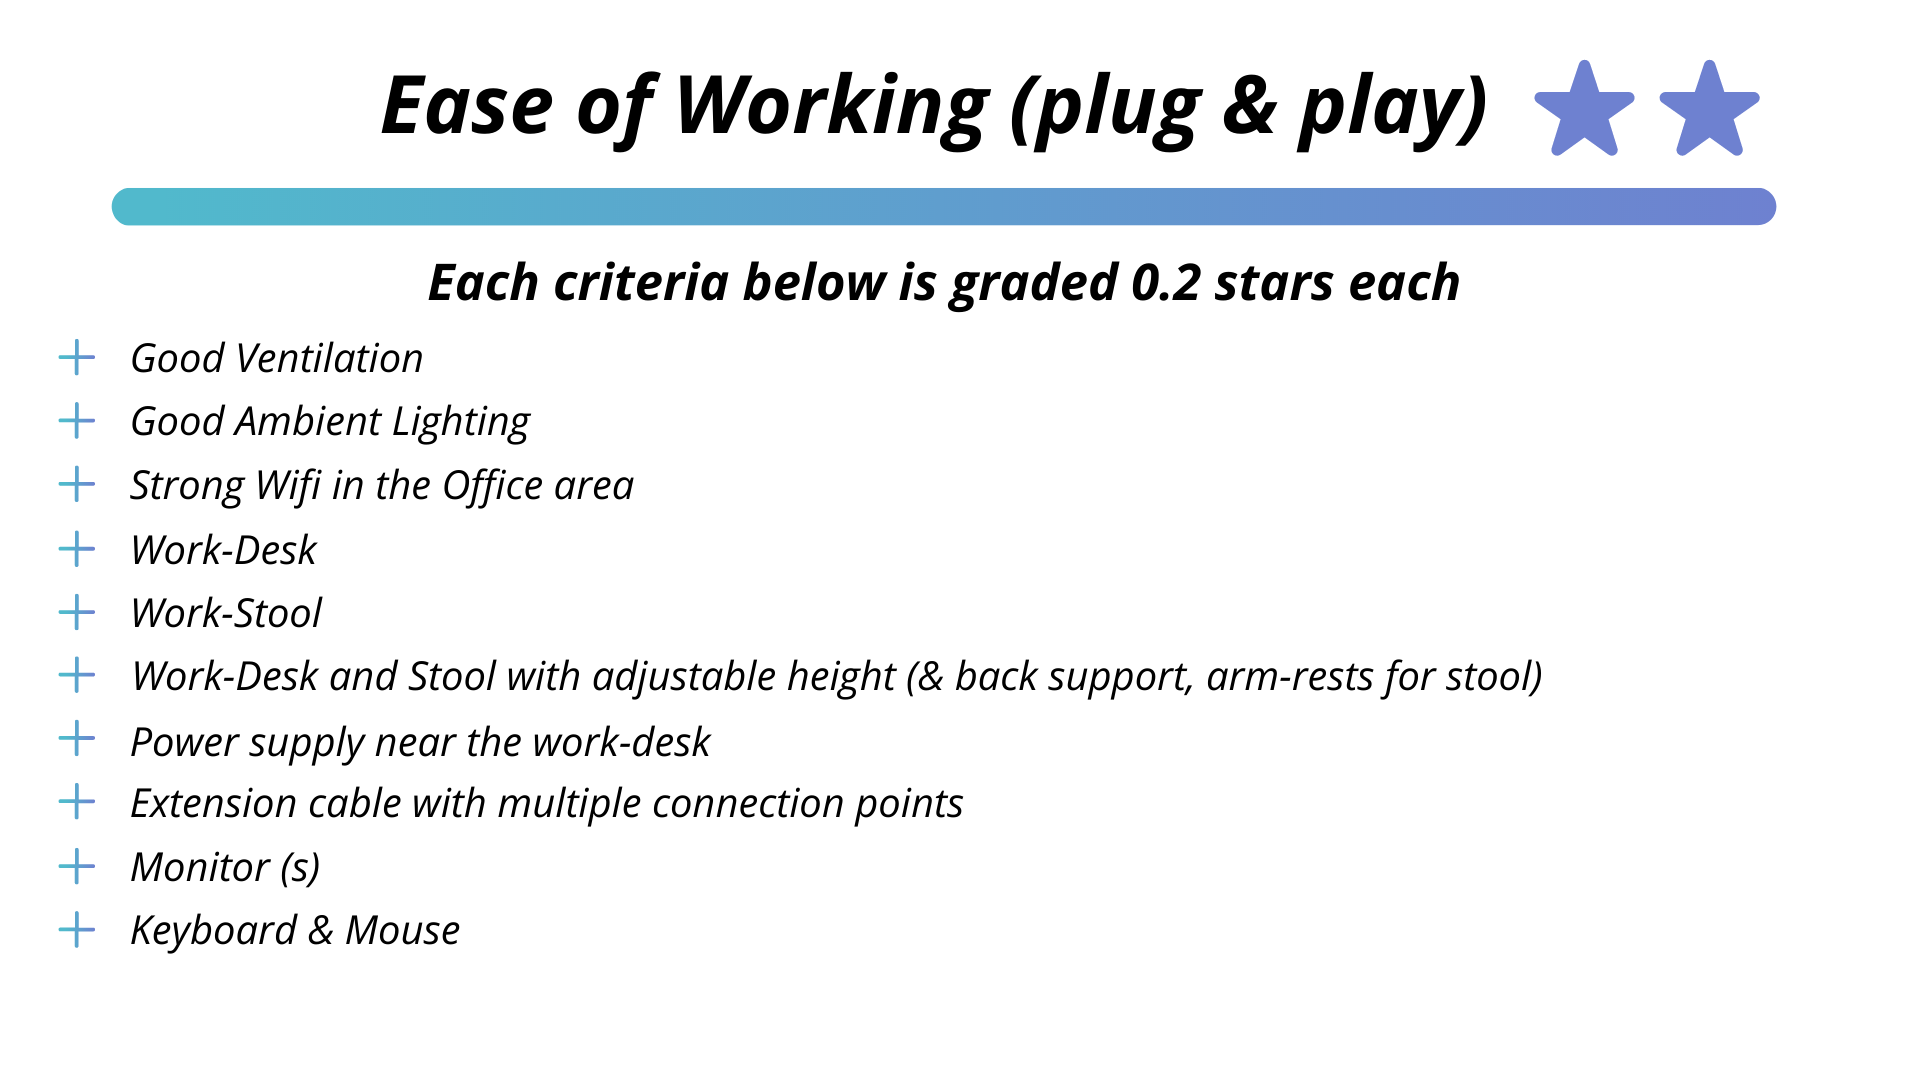 Ease of Working (plug & play)
Each criteria below is graded 0.2 stars each
Good Ventilation
Good Ambient Lighting
Strong Wifi in the Office area
Work-Desk
Work-Stool
Work-Desk and Stool with adjustable height (& back support, arm-rests for stool)
Power supply near the work-desk
Extension cable with multiple connection points
Monitor (s)
Keyboard & Mouse